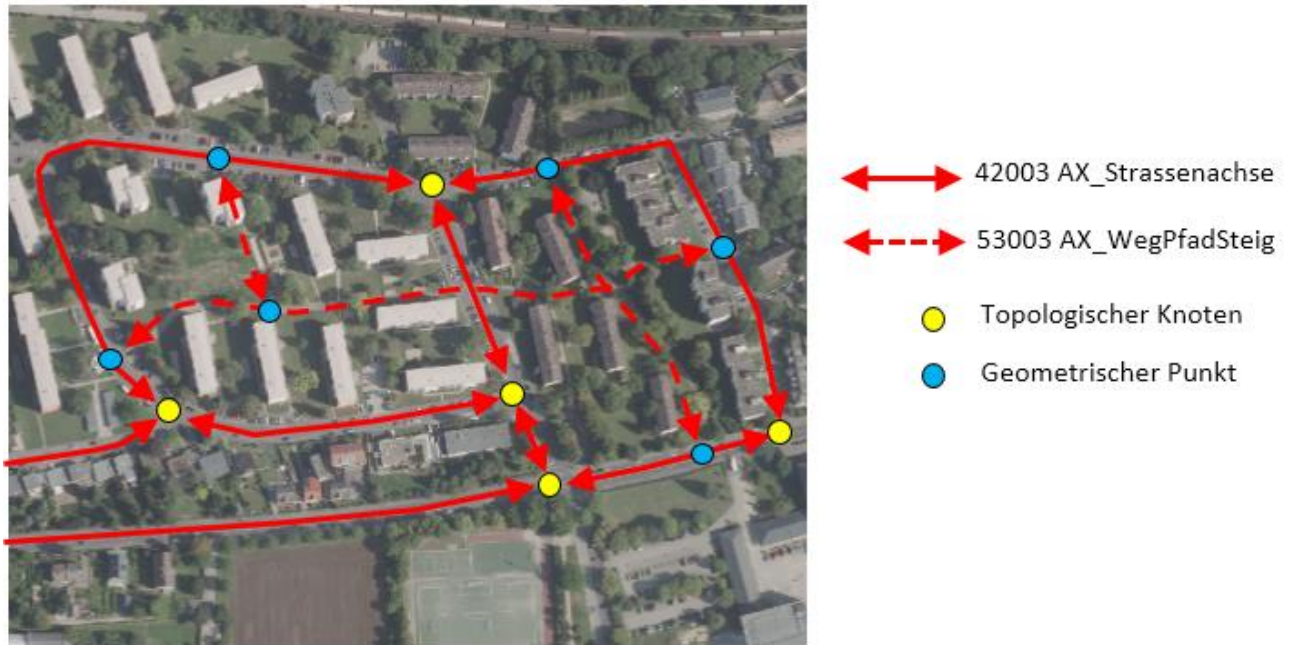 42003 AX_Strassenachse
53003 AX_WegPfadSteig
Topologischer Knoten
Geometrischer Punkt